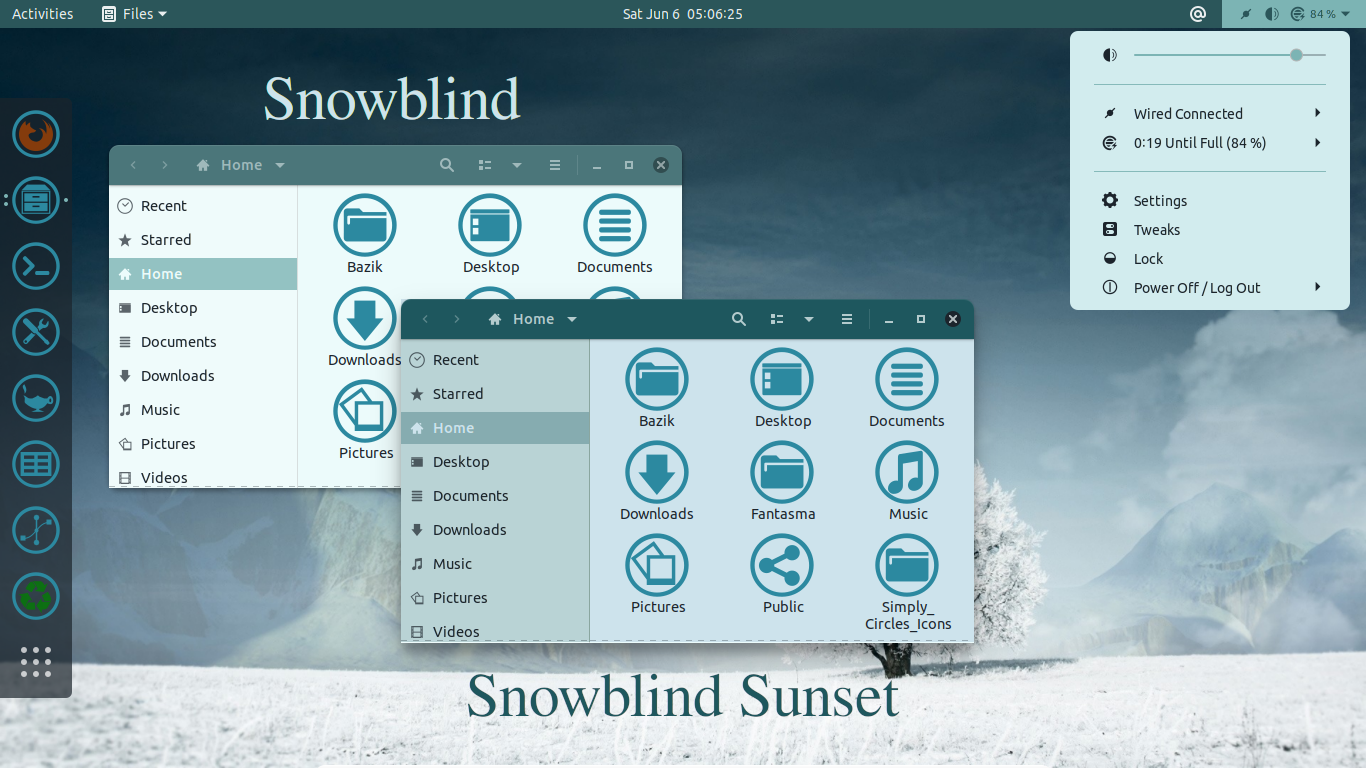 Activities
Files
Sat Jun 6 05:06:25
84 %
Snowblind
Wired Connected
0:19 Until Full (84 %)
Settings
Tweaks
Lock
Power Off / Log Out
Home
Recent
Starred
Home
Desktop
Documents
Downloads
Music
Pictures
Videos
Bazik
Desktop
Documents
Downloads
Pictures
Home
Recent
Starred
Home
Desktop
Documents
Downloads
Music
Pictures
Videos
Bazik
Desktop
Documents
Downloads
Fantasma
Music
Pictures
Public
Simply_
Circles_Icons
Snowblind Sunset